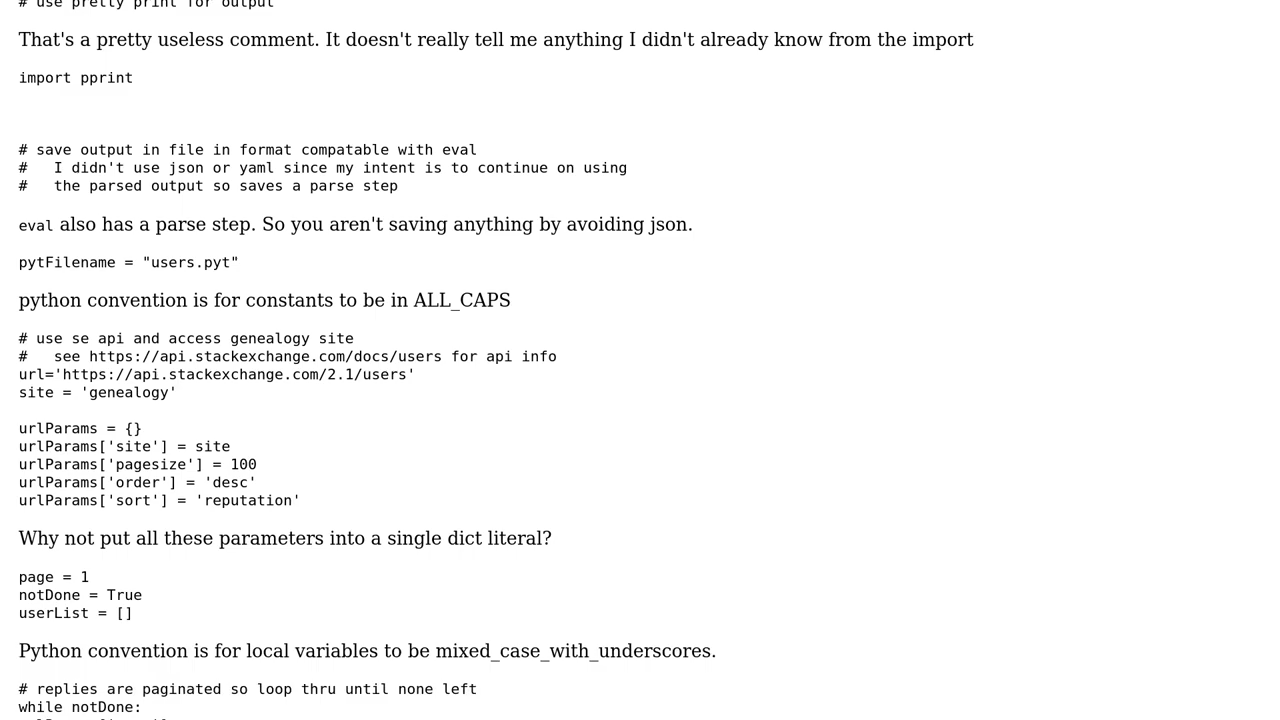 # use pretty print for output
That's a pretty useless comment. It doesn't really tell me anything I didn't already know from the import
import pprint
# save output in file in format compatable with eval
#   I didn't use json or yaml since my intent is to continue on using
#   the parsed output so saves a parse step
eval also has a parse step. So you aren't saving anything by avoiding json.
pytFilename = "users.pyt"
python convention is for constants to be in ALL_CAPS
# use se api and access genealogy site
#   see https://api.stackexchange.com/docs/users for api info
url='https://api.stackexchange.com/2.1/users'
site = 'genealogy'
urlParams = {}
urlParams['site'] = site
urlParams['pagesize'] = 100
urlParams['order'] = 'desc'
urlParams['sort'] = 'reputation'
Why not put all these parameters into a single dict literal?
page = 1
notDone = True
userList = []
Python convention is for local variables to be mixed_case_with_underscores.
# replies are paginated so loop thru until none left
while notDone: